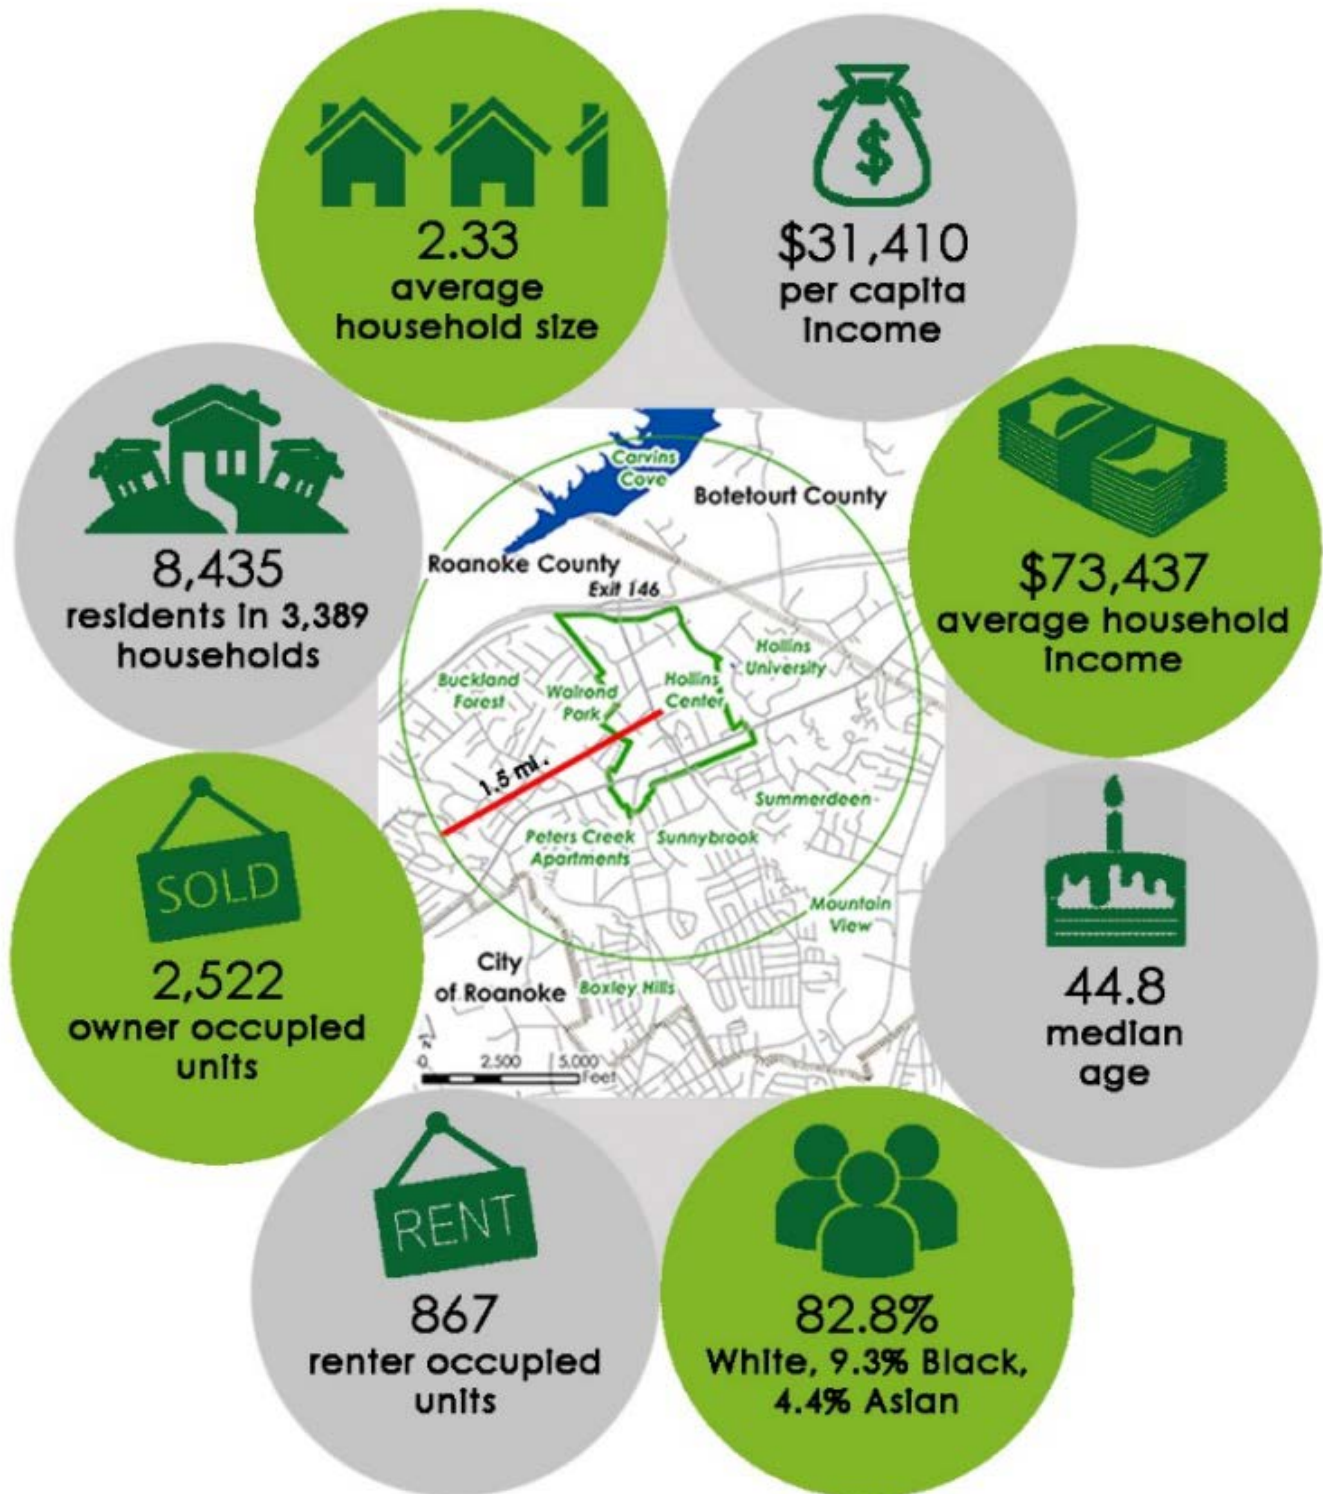 2.33
average
household size
$
$31,410
per capita
income
8,435
residents in 3,389
households
$73,437
average household
income
SOLD
2,522
owner occupied
units
44.8
median
age
RENT
867
renter occupied
units
82.8%
White, 9.3% Black,
4.4% Asian
Carvins
Cove
Botetourt County
Roanoke County
Exit 146
Hollins
University
Buckland
Forest
Walrond
Park
Hollins
Center
1.5 mi.
Summerdeen
Peters Creek
Apartments
Sunnybrook
Mountain
View
City
of Roanoke
Boxley Hills
N
0 2,500 5,000
Feet